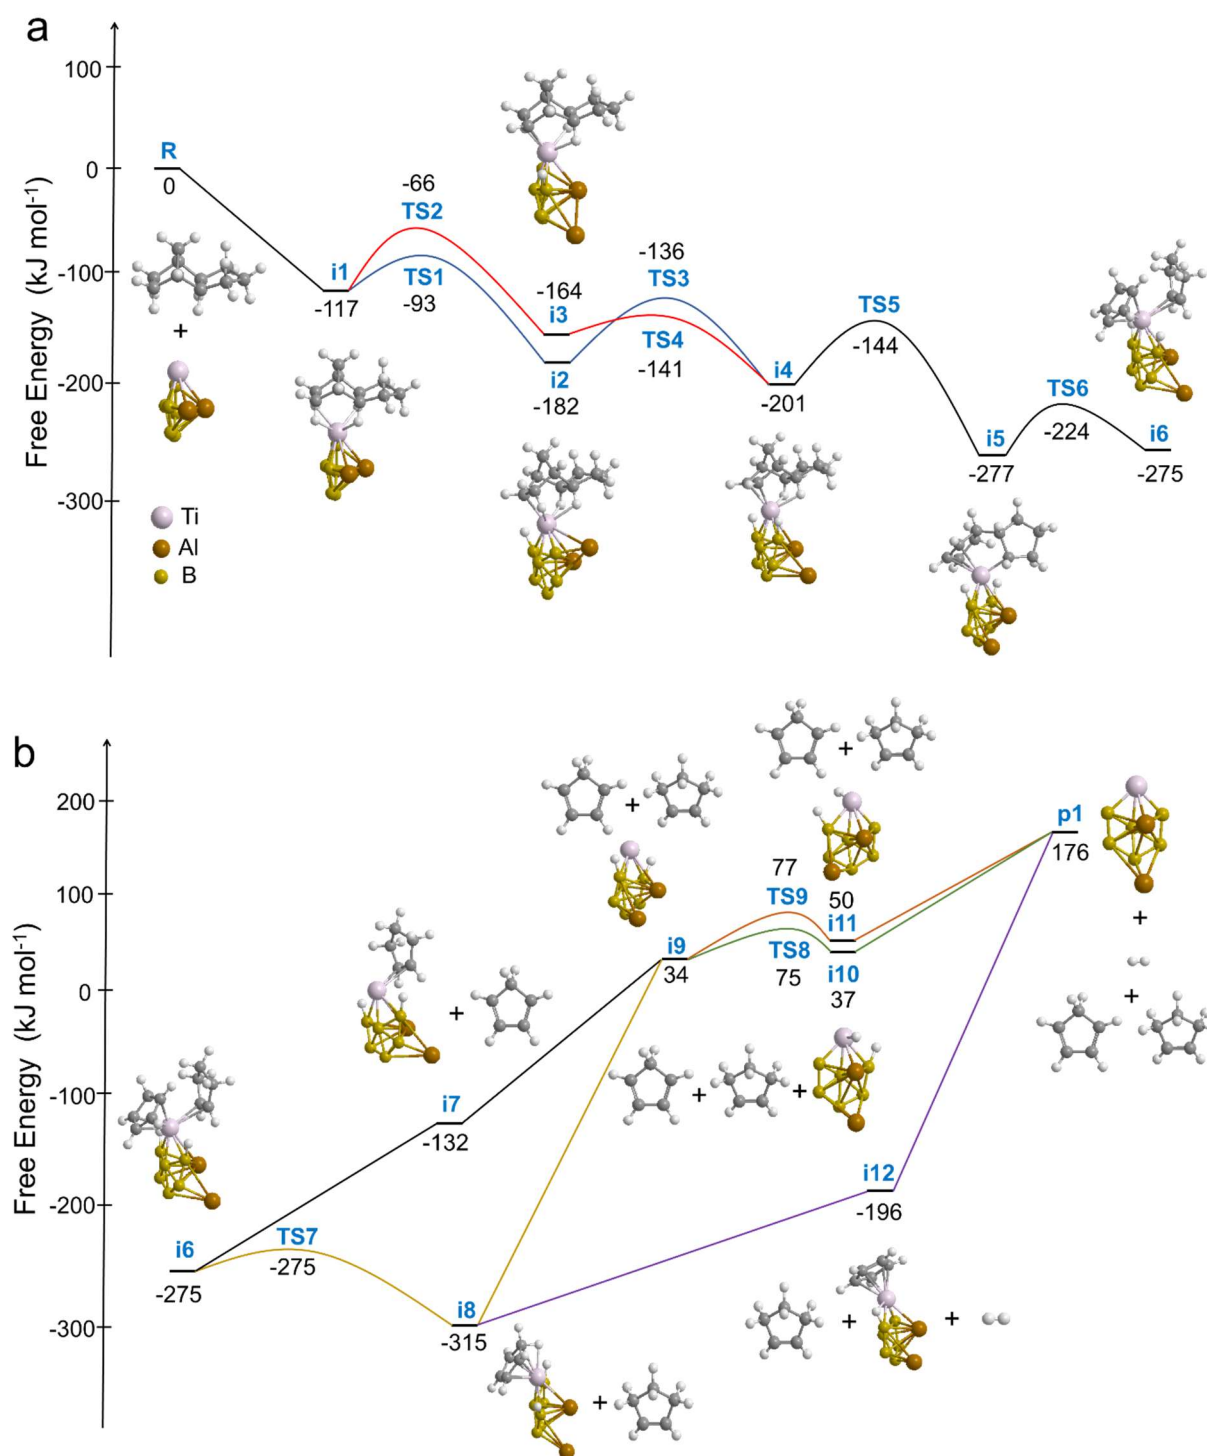 a
Free Energy (kJ mol⁻¹)
100
0
-100
-200
-300
R
0
+
i1
-117
-66
TS2
TS1
-93
-164
i3
i2
-182
-136
TS3
TS4
-141
i4
-201
TS5
-144
i5
-277
TS6
-224
i6
-275
Ti
Al
B
b
Free Energy (kJ mol⁻¹)
200
100
0
-100
-200
-300
i6
-275
TS7
-275
i7
-132
+
i8
-315
+
i9
34
+
77
TS9
TS8
75
50
i11
i10
37
+
+ +
i12
-196
+ +
p1
176
+
+
+